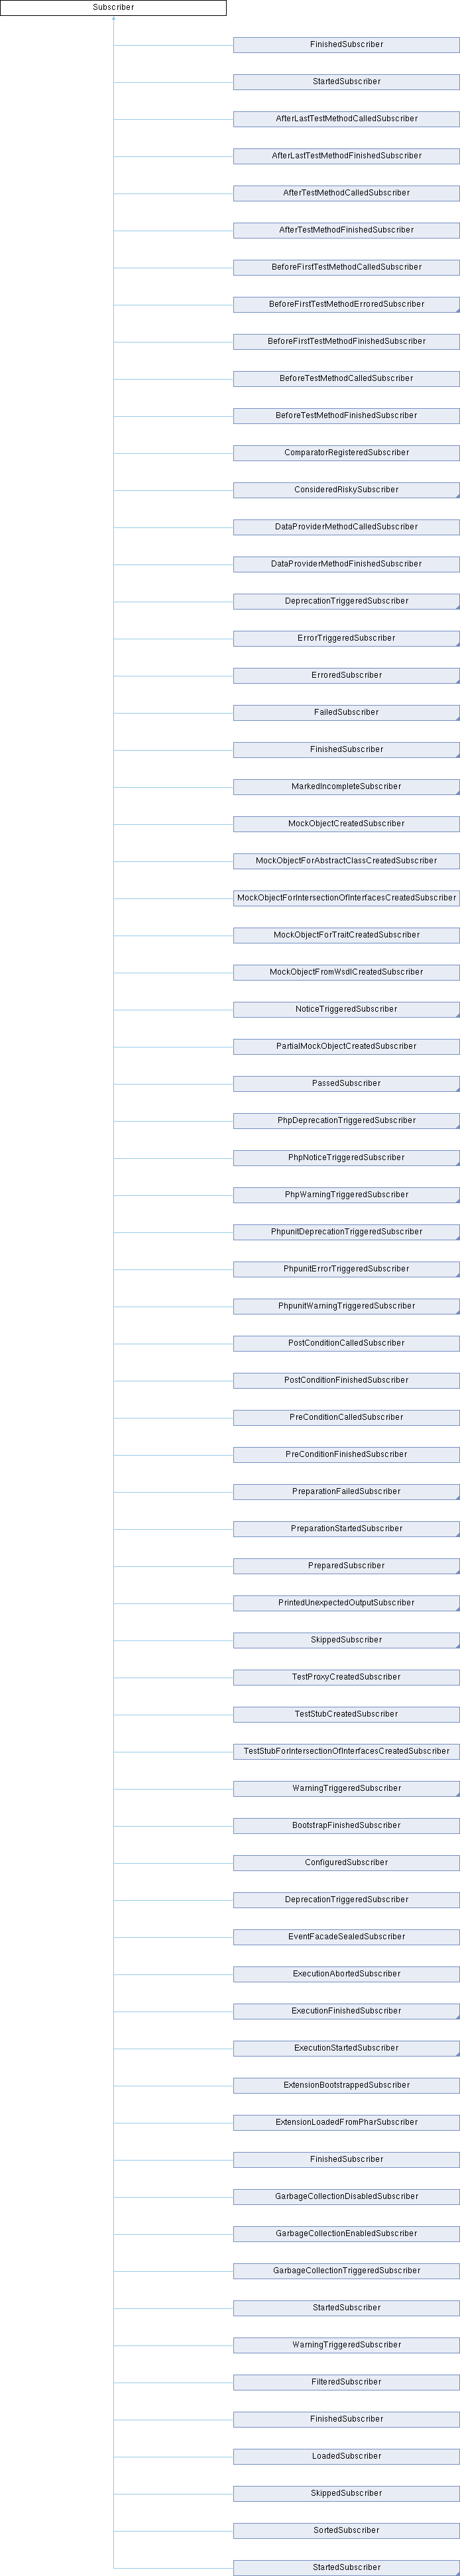 Subscriber
FinishedSubscriber
StartedSubscriber
AfterLastTestMethodCalledSubscriber
AfterLastTestMethodFinishedSubscriber
AfterTestMethodCalledSubscriber
AfterTestMethodFinishedSubscriber
BeforeFirstTestMethodCalledSubscriber
BeforeFirstTestMethodErroredSubscriber
BeforeFirstTestMethodFinishedSubscriber
BeforeTestMethodCalledSubscriber
BeforeTestMethodFinishedSubscriber
ComparatorRegisteredSubscriber
ConsideredRiskySubscriber
DataProviderMethodCalledSubscriber
DataProviderMethodFinishedSubscriber
DeprecationTriggeredSubscriber
ErrorTriggeredSubscriber
ErroredSubscriber
FailedSubscriber
FinishedSubscriber
MarkedIncompleteSubscriber
MockObjectCreatedSubscriber
MockObjectForAbstractClassCreatedSubscriber
MockObjectForIntersectionOfInterfacesCreatedSubscriber
MockObjectForTraitCreatedSubscriber
MockObjectFromWsdlCreatedSubscriber
NoticeTriggeredSubscriber
PartialMockObjectCreatedSubscriber
PassedSubscriber
PhpDeprecationTriggeredSubscriber
PhpNoticeTriggeredSubscriber
PhpWarningTriggeredSubscriber
PhpunitDeprecationTriggeredSubscriber
PhpunitErrorTriggeredSubscriber
PhpunitWarningTriggeredSubscriber
PostConditionCalledSubscriber
PostConditionFinishedSubscriber
PreConditionCalledSubscriber
PreConditionFinishedSubscriber
PreparationFailedSubscriber
PreparationStartedSubscriber
PreparedSubscriber
PrintedUnexpectedOutputSubscriber
SkippedSubscriber
TestProxyCreatedSubscriber
TestStubCreatedSubscriber
TestStubForIntersectionOfInterfacesCreatedSubscriber
WarningTriggeredSubscriber
BootstrapFinishedSubscriber
ConfiguredSubscriber
DeprecationTriggeredSubscriber
EventFacadeSealedSubscriber
ExecutionAbortedSubscriber
ExecutionFinishedSubscriber
ExecutionStartedSubscriber
ExtensionBootstrappedSubscriber
ExtensionLoadedFromPharSubscriber
FinishedSubscriber
GarbageCollectionDisabledSubscriber
GarbageCollectionEnabledSubscriber
GarbageCollectionTriggeredSubscriber
StartedSubscriber
WarningTriggeredSubscriber
FilteredSubscriber
FinishedSubscriber
LoadedSubscriber
SkippedSubscriber
SortedSubscriber
StartedSubscriber